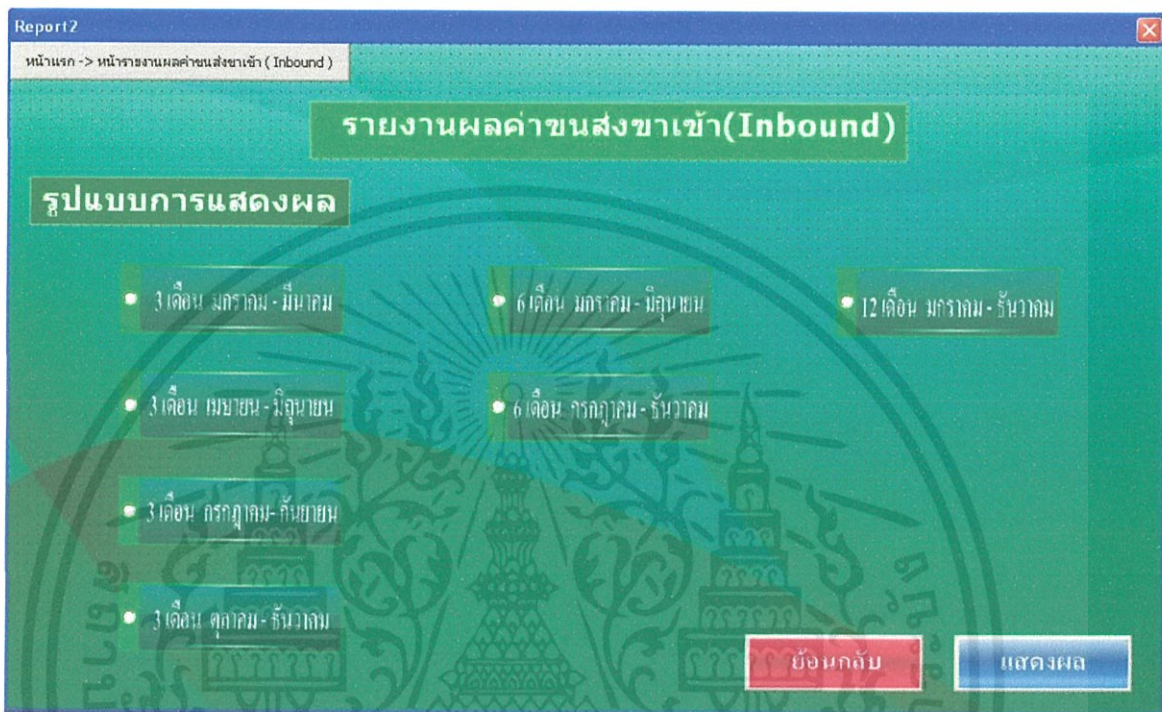 Report2
หน้าแรก -> หน้ารายงานผลค่าขนส่งขาเข้า ( Inbound )
รายงานผลค่าขนส่งขาเข้า(Inbound)
รูปแบบการแสดงผล
3 เดือน มกราคม - มีนาคม
6 เดือน มกราคม - มิถุนายน
12 เดือน มกราคม - ธันวาคม
3 เดือน เมษายน - มิถุนายน
6 เดือน กรกฎาคม - ธันวาคม
3 เดือน กรกฎาคม- กันยายน
3 เดือน ตุลาคม - ธันวาคม
ย้อนกลับ
แสดงผล